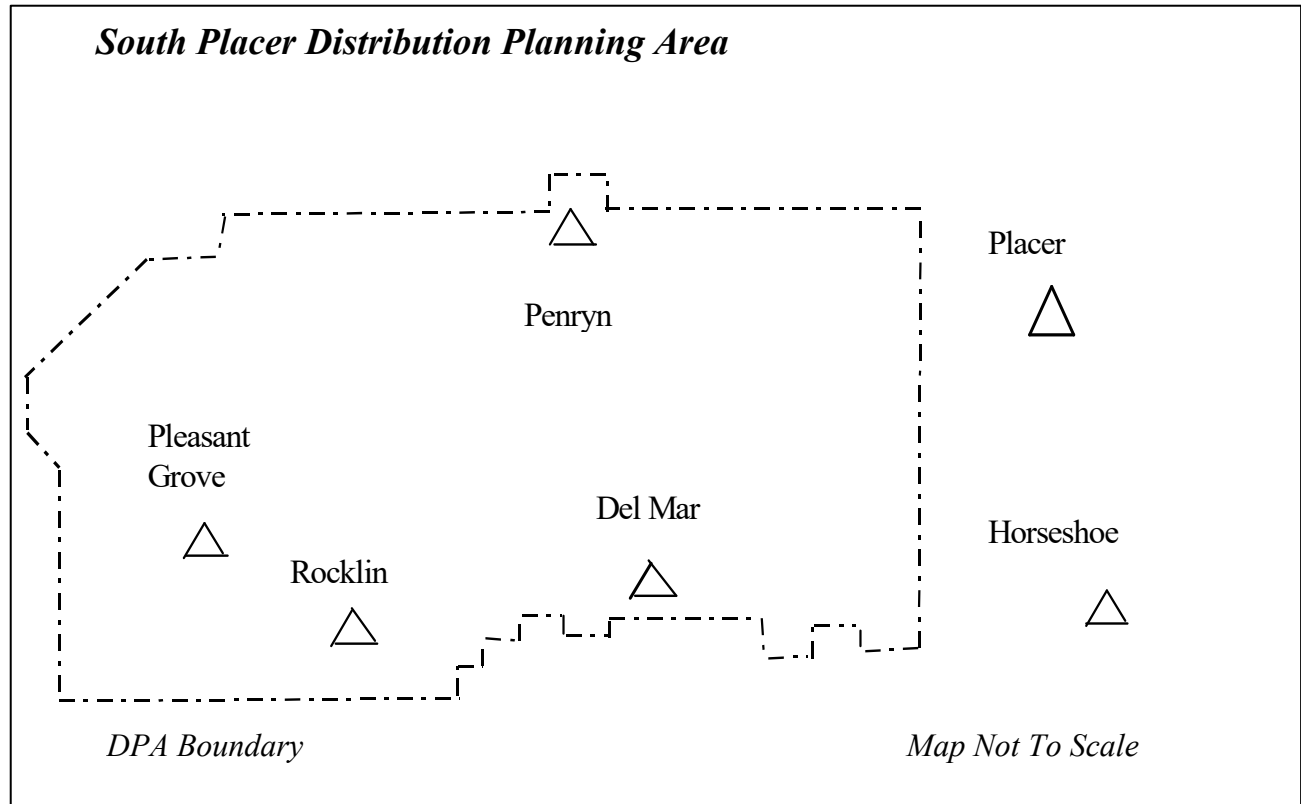 South Placer Distribution Planning Area
Placer
Penryn
Pleasant
Grove
Del Mar
Horseshoe
Rocklin
DPA Boundary
Map Not To Scale